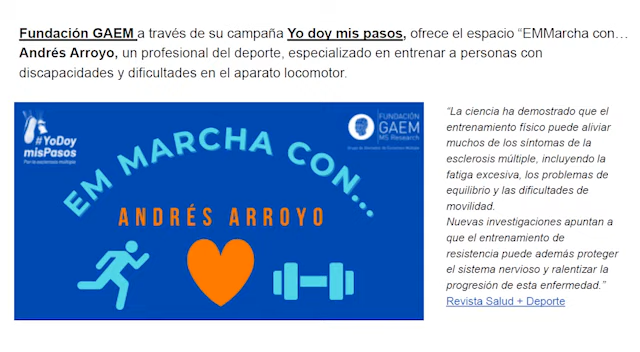 Fundación GAEM a través de su campaña Yo doy mis pasos, ofrece el espacio “EMMarcha con…
Andrés Arroyo, un profesional del deporte, especializado en entrenar a personas con
discapacidades y dificultades en el aparato locomotor.
#YoDoy
misPasos
FUNDACIÓN
GAEM
MS Research
EM MARCHA CON...
ANDRÉS ARROYO
“La ciencia ha demostrado que el
entrenamiento físico puede aliviar
muchos de los síntomas de la
esclerosis múltiple, incluyendo la
fatiga excesiva, los problemas de
equilibrio y las dificultades de
movilidad.
Nuevas investigaciones apuntan a
que el entrenamiento de
resistencia puede además proteger
el sistema nervioso y ralentizar la
progresión de esta enfermedad.”
Revista Salud + Deporte